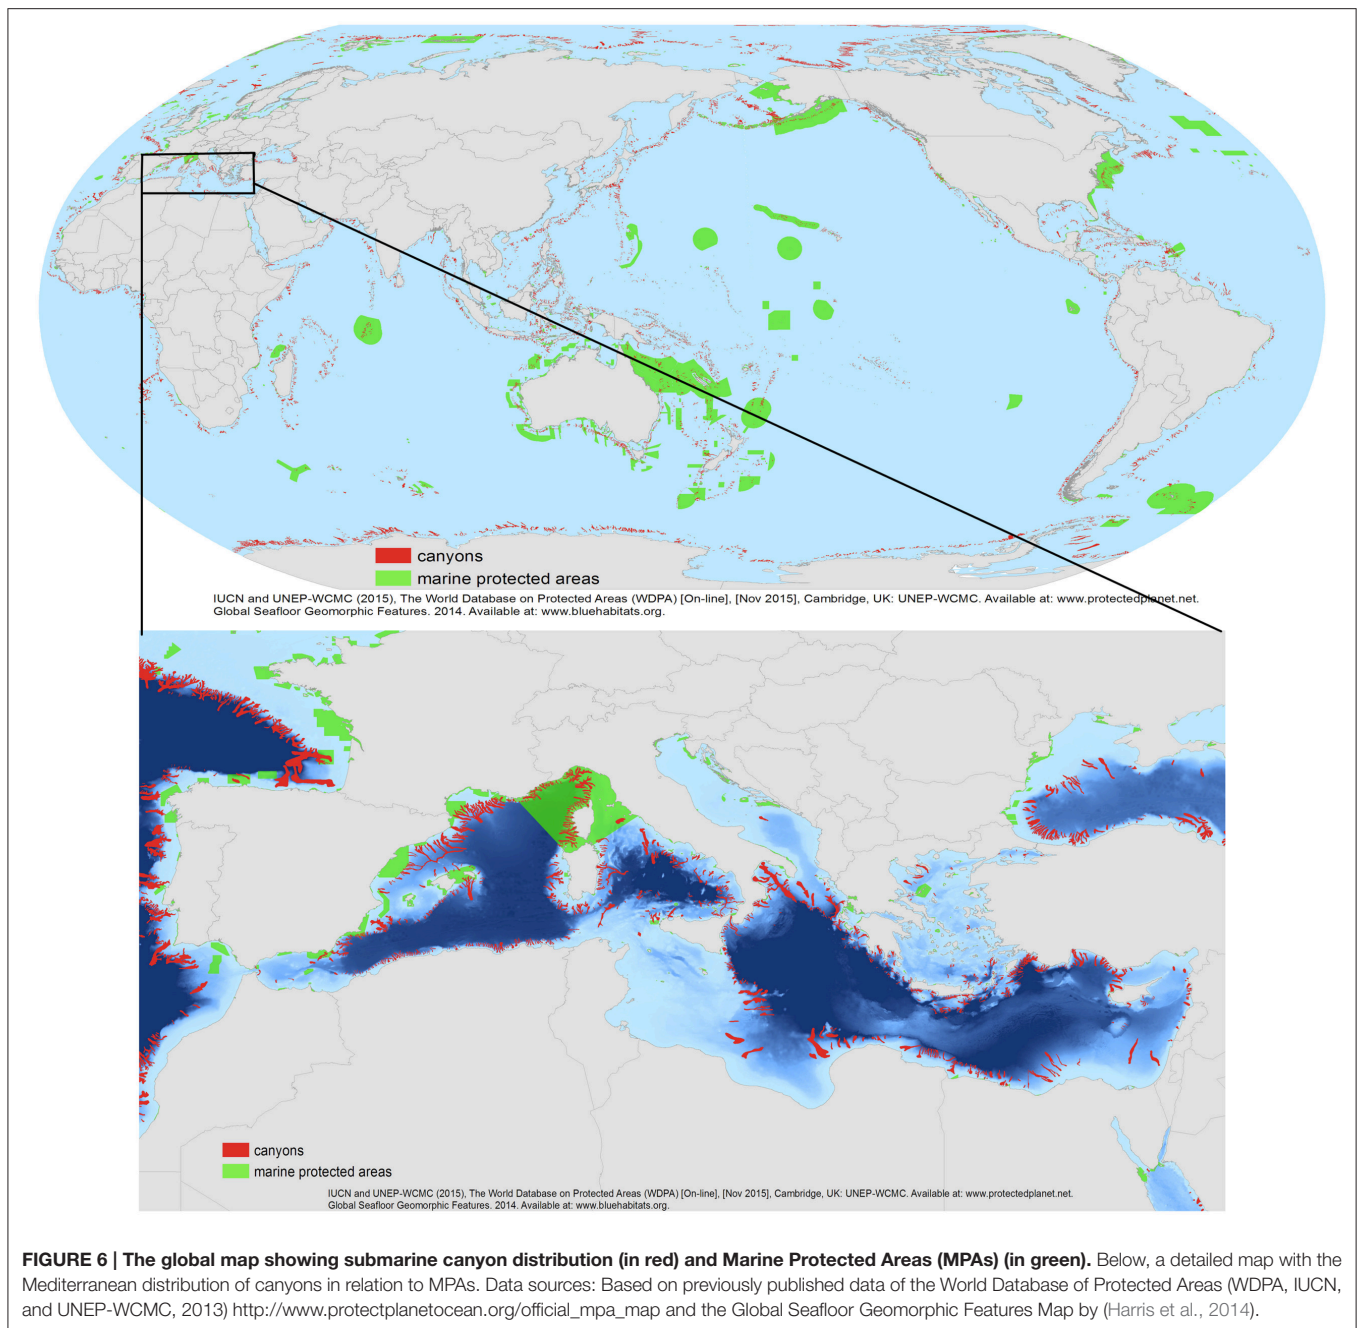 canyons
marine protected areas
IUCN and UNEP-WCMC (2015), The World Database on Protected Areas (WDPA) [On-line], [Nov 2015], Cambridge, UK: UNEP-WCMC. Available at: www.protectedplanet.net.
Global Seafloor Geomorphic Features. 2014. Available at: www.bluehabitats.org.
canyons
marine protected areas
IUCN and UNEP-WCMC (2015), The World Database on Protected Areas (WDPA) [On-line], [Nov 2015], Cambridge, UK: UNEP-WCMC. Available at: www.protectedplanet.net.
Global Seafloor Geomorphic Features. 2014. Available at: www.bluehabitats.org.
FIGURE 6 | The global map showing submarine canyon distribution (in red) and Marine Protected Areas (MPAs) (in green). Below, a detailed map with the
Mediterranean distribution of canyons in relation to MPAs. Data sources: Based on previously published data of the World Database of Protected Areas (WDPA, IUCN,
and UNEP-WCMC, 2013) http://www.protectplanetocean.org/official_mpa_map and the Global Seafloor Geomorphic Features Map by (Harris et al., 2014).